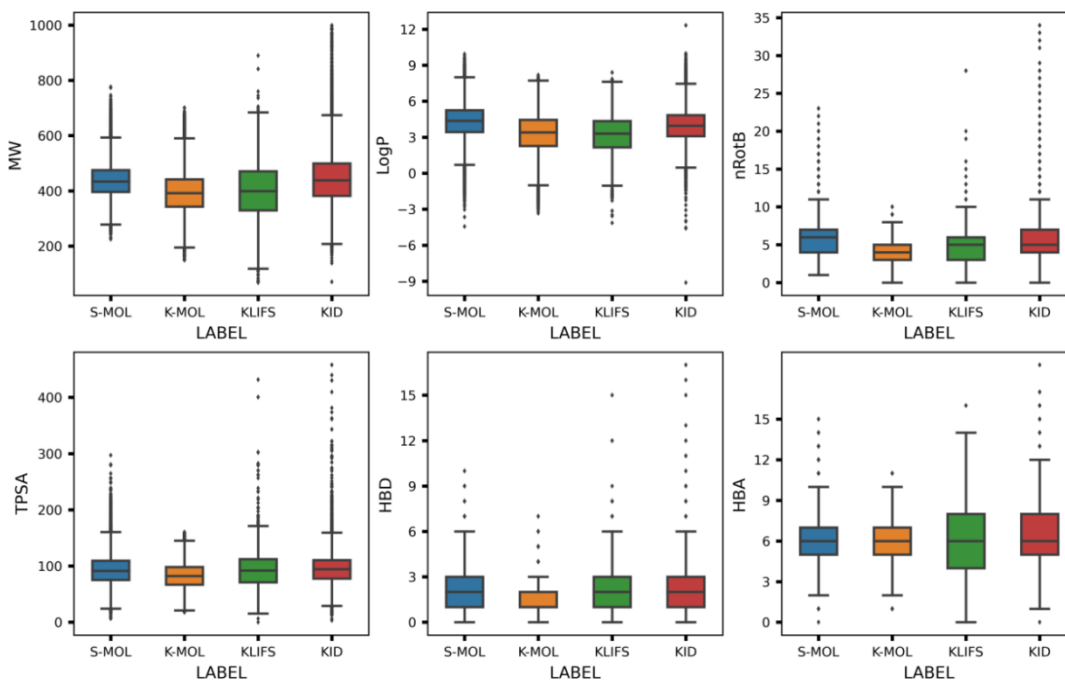 1000
800
600
400
200
MW
S-MOL K-MOL KLIFS KID
LABEL
12
9
6
3
0
−3
−6
−9
LogP
S-MOL K-MOL KLIFS KID
LABEL
35
30
25
20
15
10
5
0
nRotB
S-MOL K-MOL KLIFS KID
LABEL
400
300
200
100
0
TPSA
S-MOL K-MOL KLIFS KID
LABEL
15
12
9
6
3
0
HBD
S-MOL K-MOL KLIFS KID
LABEL
15
12
9
6
3
0
HBA
S-MOL K-MOL KLIFS KID
LABEL